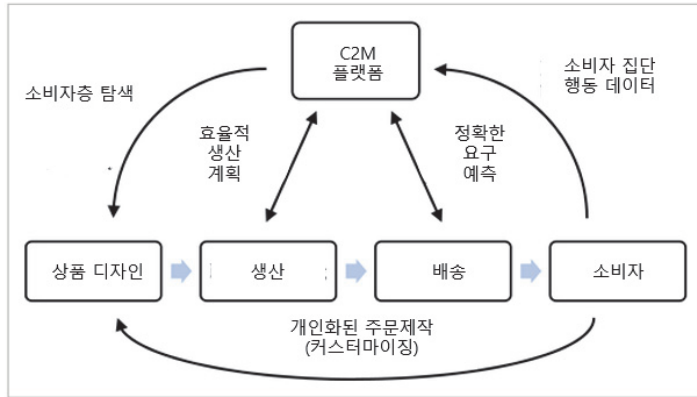 C2M
플랫폼
소비자층 탐색
소비자 집단
행동 데이터
효율적
생산
계획
정확한
요구
예측
상품 디자인
생산
배송
소비자
개인화된 주문제작
(커스터마이징)